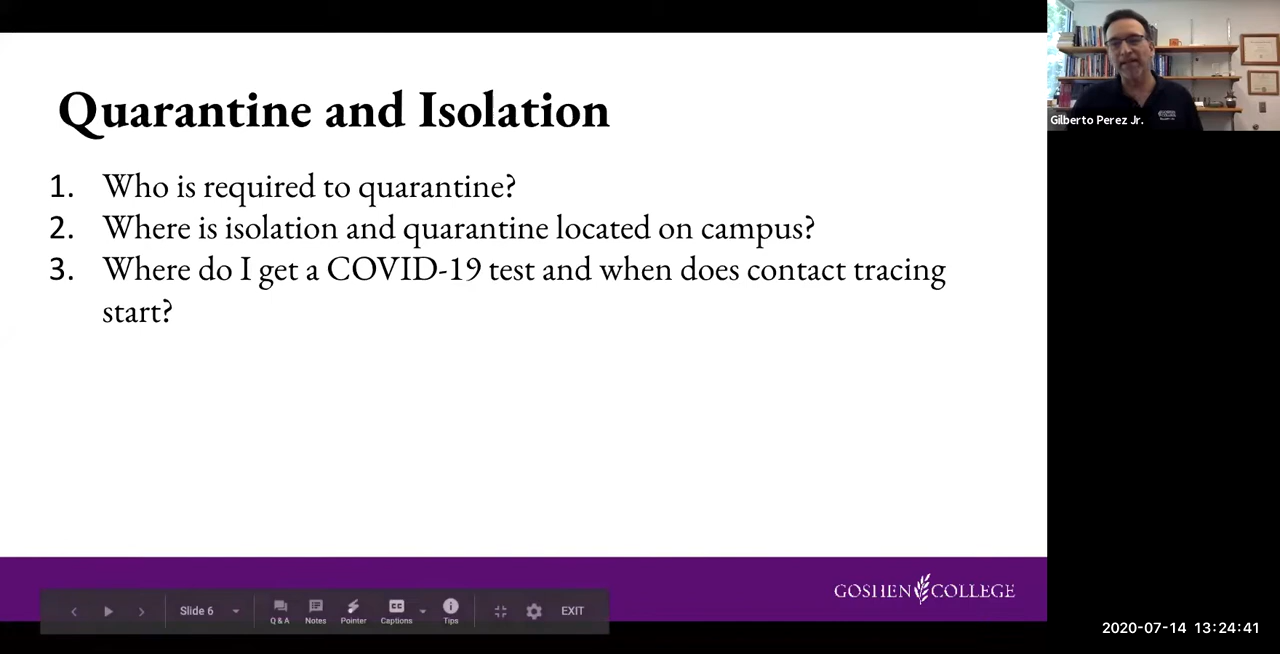 Quarantine and Isolation
1. Who is required to quarantine?
2. Where is isolation and quarantine located on campus?
3. Where do I get a COVID-19 test and when does contact tracing
start?
Gilberto Perez Jr.
GOSHEN COLLEGE
Slide 6
Q & A
Notes
Pointer
CC
Captions
Tips
EXIT
2020-07-14 13:24:41